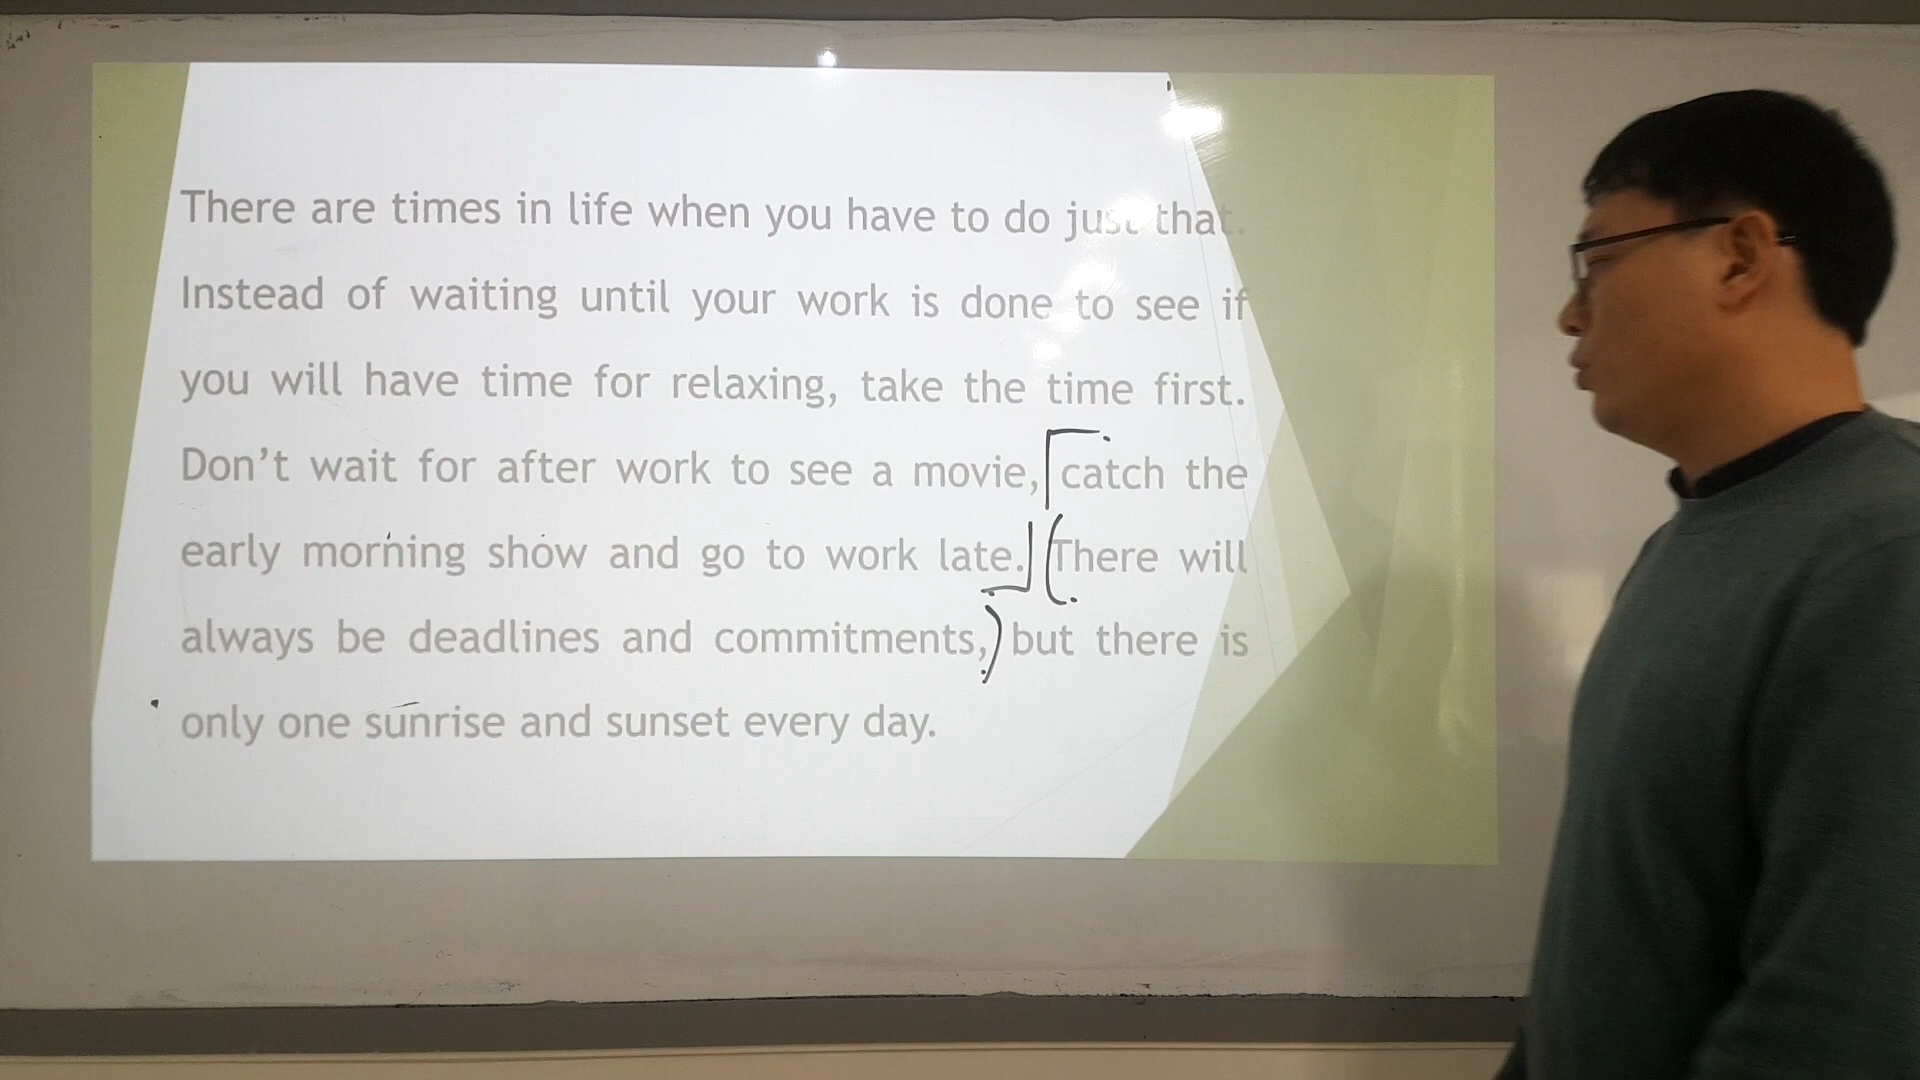 There are times in life when you have to do just that.
Instead of waiting until your work is done to see if
you will have time for relaxing, take the time first.
Don’t wait for after work to see a movie, catch the
early morning show and go to work late. There will
always be deadlines and commitments, but there is
only one sunrise and sunset every day.